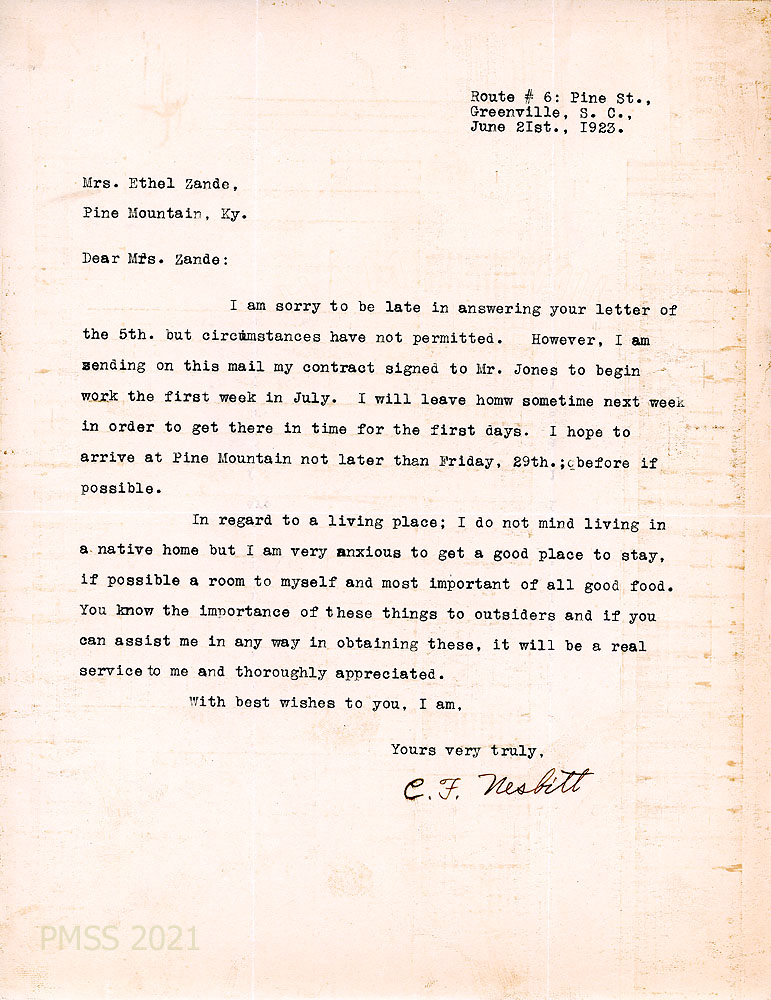 Route # 6: Pine St.,
Greenville, S. C.,
June 2Ist., I923.
Mrs. Ethel Zande,
Pine Mountain, Ky.
Dear Mrs. Zande:
I am sorry to be late in answering your letter of
the 5th. but circumstances have not permitted. However, I am
sending on this mail my contract signed to Mr. Jones to begin
work the first week in July. I will leave homw sometime next week
in order to get there in time for the first days. I hope to
arrive at Pine Mountain not later than Friday, 29th.; before if
possible.
In regard to a living place; I do not mind living in
a native home but I am very anxious to get a good place to stay,
if possible a room to myself and most important of all good food.
You know the importance of these things to outsiders and if you
can assist me in any way in obtaining these, it will be a real
service to me and thoroughly appreciated.
With best wishes to you, I am,
Yours very truly,
C. F. Nesbitt
PMSS 2021